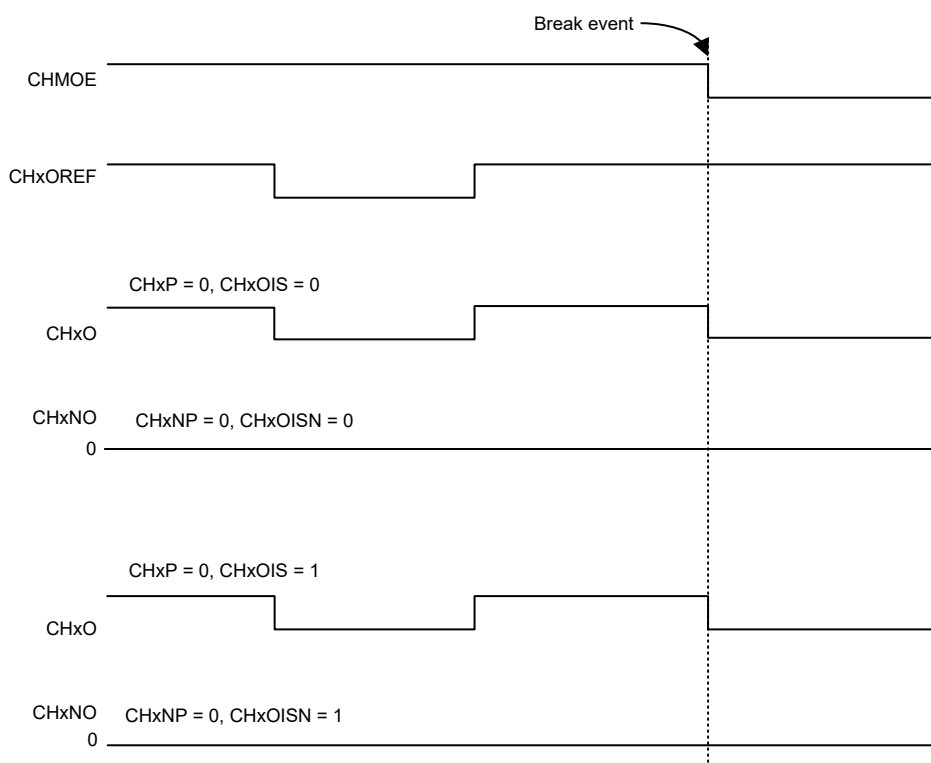 Break event
CHMOE
CHxOREF
CHxP = 0, CHxOIS = 0
CHxO
CHxNO
CHxNP = 0, CHxOISN = 0
0
CHxP = 0, CHxOIS = 1
CHxO
CHxNO
CHxNP = 0, CHxOISN = 1
0